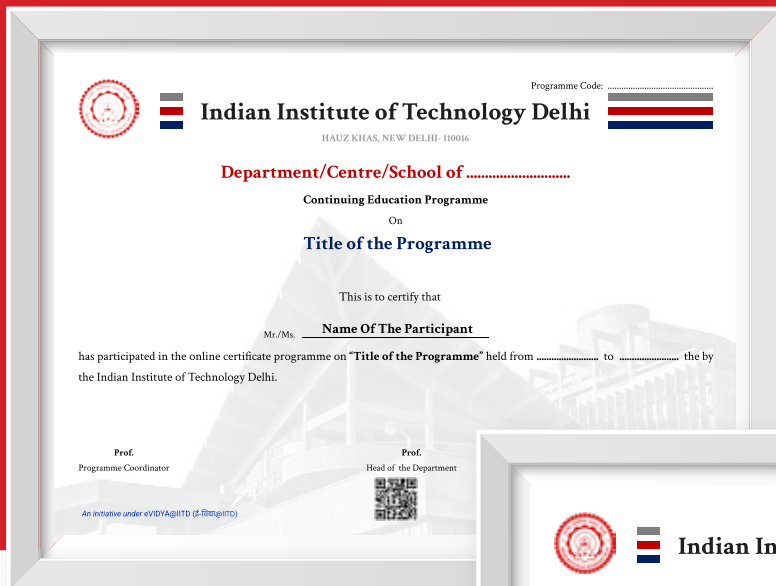 Programme Code: ........................................
Indian Institute of Technology Delhi
HAUZ KHAS, NEW DELHI- 110016
Department/Centre/School of ...........................
Continuing Education Programme
On
Title of the Programme
This is to certify that
Mr./Ms. Name Of The Participant
has participated in the online certificate programme on “Title of the Programme” held from ...................... to ..................... the by
the Indian Institute of Technology Delhi.
Prof.
Programme Coordinator
Prof.
Head of the Department
An initiative under eVIDYA@IITD (ई-विद्या@IITD)
Indian In